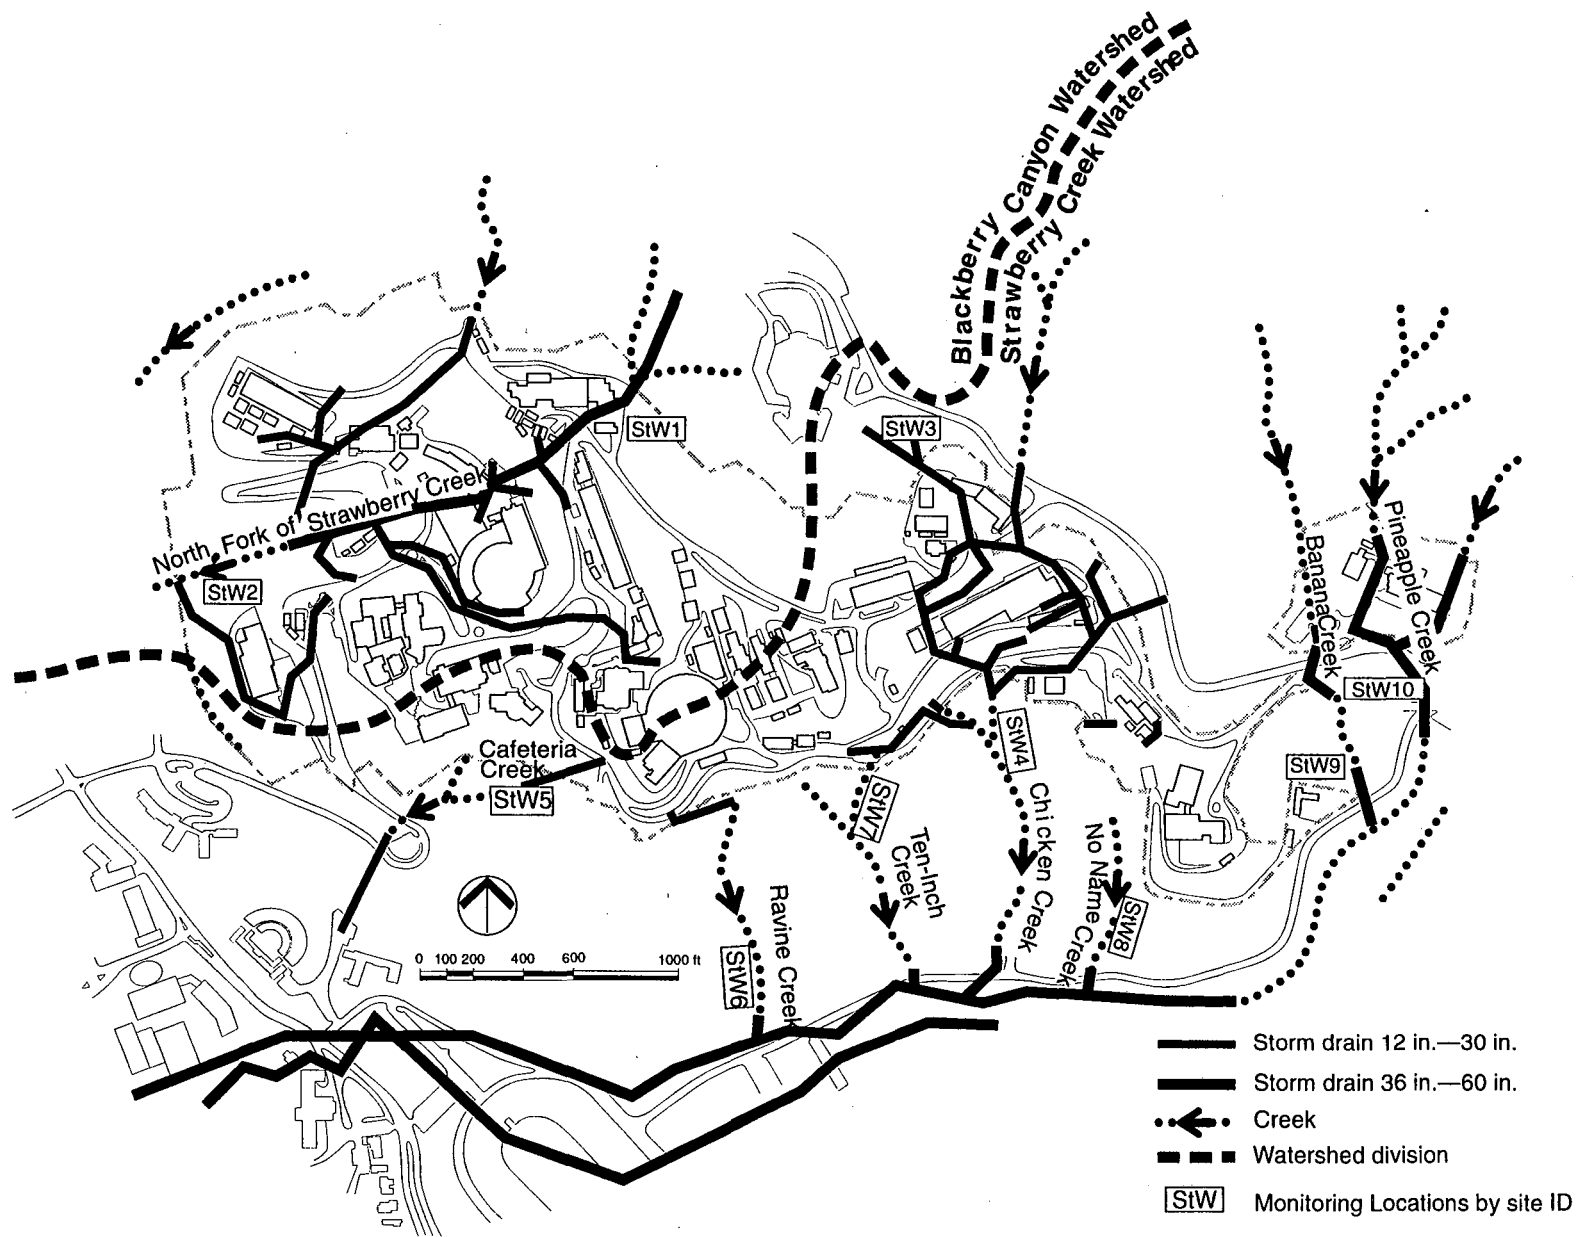 Blackberry Canyon Watershed
Strawberry Creek Watershed
StW1
StW3
North Fork of Strawberry Creek
StW2
Pineapple Creek
Banana Creek
StW10
StW4
Cafeteria
Creek
StW5
StW9
StW7
Chicken Creek
Ten-Inch
Creek
No Name Creek
StW8
Ravine Creek
StW6
0 100 200 400 600 1000 ft
Storm drain 12 in.—30 in.
Storm drain 36 in.—60 in.
Creek
Watershed division
StW Monitoring Locations by site ID